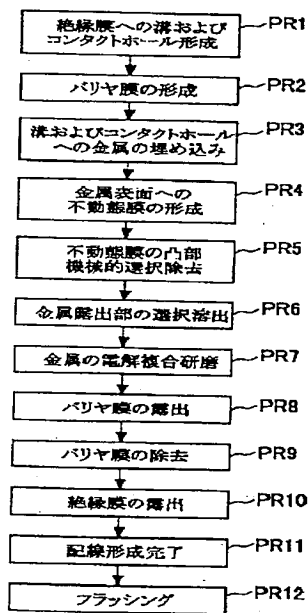 絶縁膜への溝および
コンタクトホール形成
PR1
バリヤ膜の形成
PR2
溝およびコンタクトホール
への金属の埋め込み
PR3
金属表面への
不動態膜の形成
PR4
不動態膜の凸部
機械的選択除去
PR5
金属露出部の選択溶出
PR6
金属の電解複合研磨
PR7
バリヤ膜の露出
PR8
バリヤ膜の除去
PR9
絶縁膜の露出
PR10
配線形成完了
PR11
フラッシング
PR12